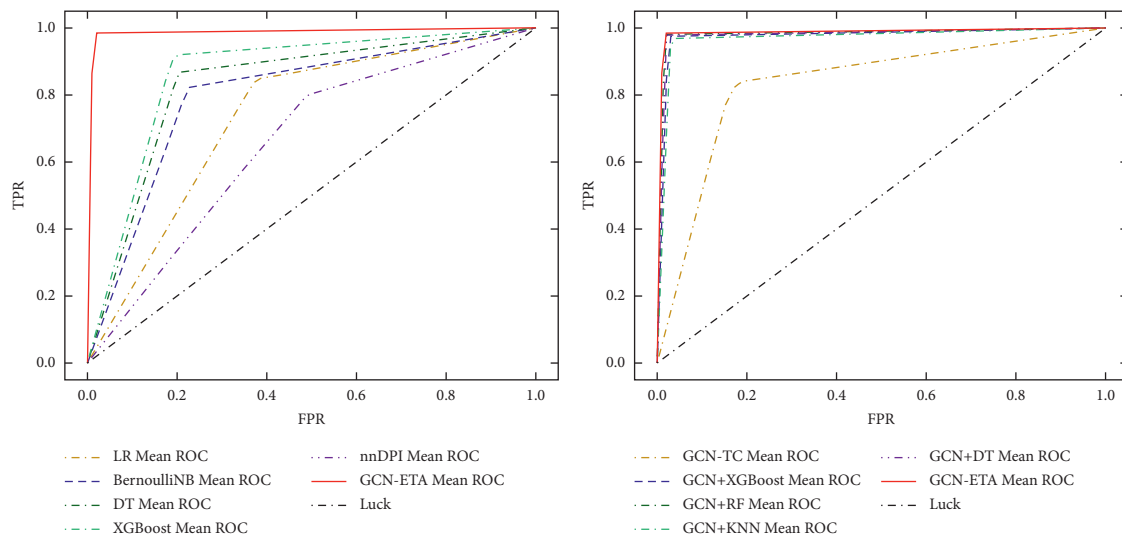 1.0
0.8
0.6
0.4
0.2
0.0
TPR
0.0 0.2 0.4 0.6 0.8 1.0
FPR
LR Mean ROC
BernoulliNB Mean ROC
DT Mean ROC
XGBoost Mean ROC
nnDPI Mean ROC
GCN-ETA Mean ROC
Luck
1.0
0.8
0.6
0.4
0.2
0.0
TPR
0.0 0.2 0.4 0.6 0.8 1.0
FPR
GCN-TC Mean ROC
GCN+XGBoost Mean ROC
GCN+RF Mean ROC
GCN+KNN Mean ROC
GCN+DT Mean ROC
GCN-ETA Mean ROC
Luck